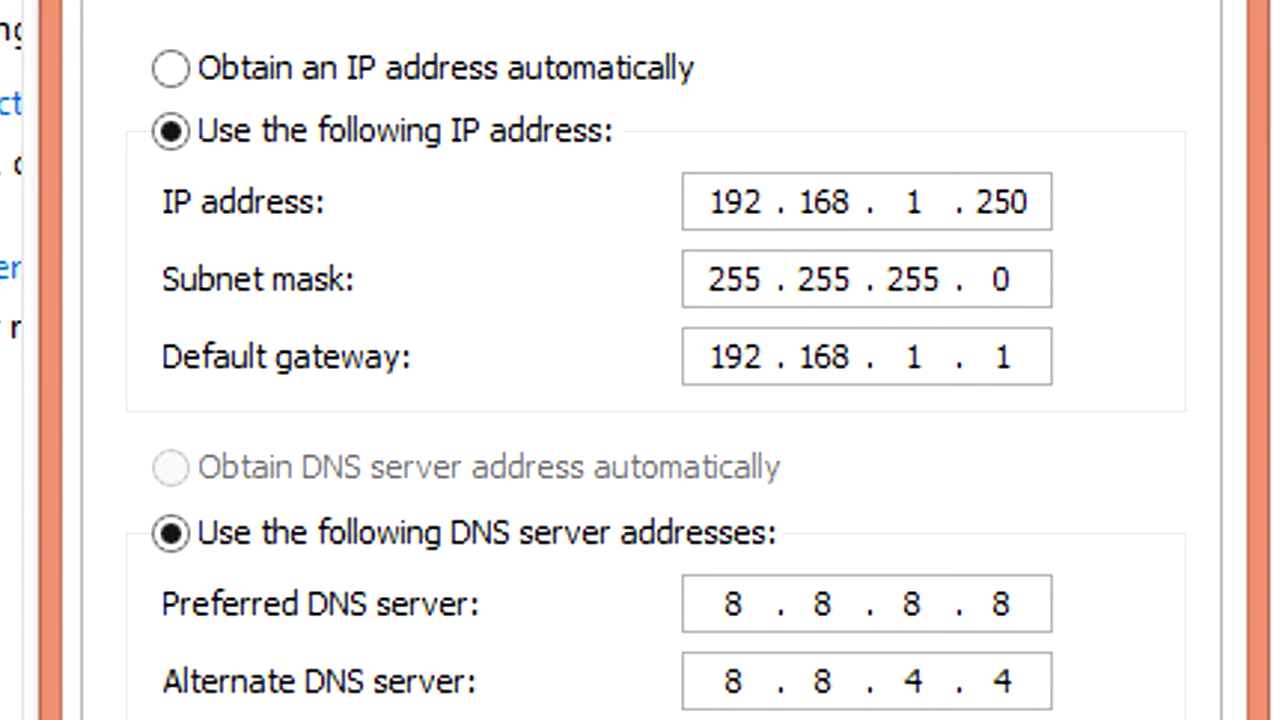 Obtain an IP address automatically
Use the following IP address:
IP address: 192 . 168 . 1 . 250
Subnet mask: 255 . 255 . 255 . 0
Default gateway: 192 . 168 . 1 . 1
Obtain DNS server address automatically
Use the following DNS server addresses:
Preferred DNS server: 8 . 8 . 8 . 8
Alternate DNS server: 8 . 8 . 4 . 4